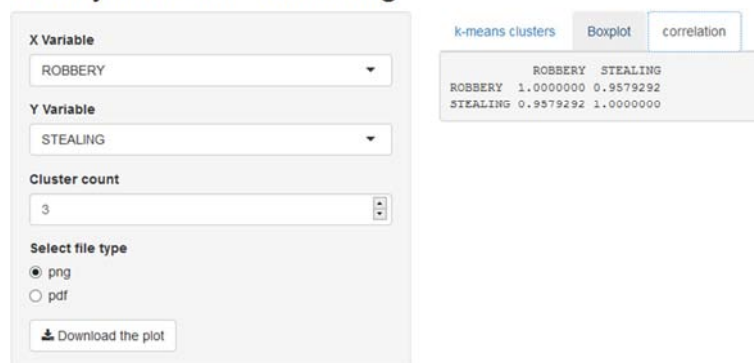 X Variable
ROBBERY
Y Variable
STEALING
Cluster count
3
Select file type
png
pdf
Download the plot
k-means clusters Boxplot correlation
ROBBERY STEALING
ROBBERY 1.0000000 0.9579292
STEALING 0.9579292 1.0000000